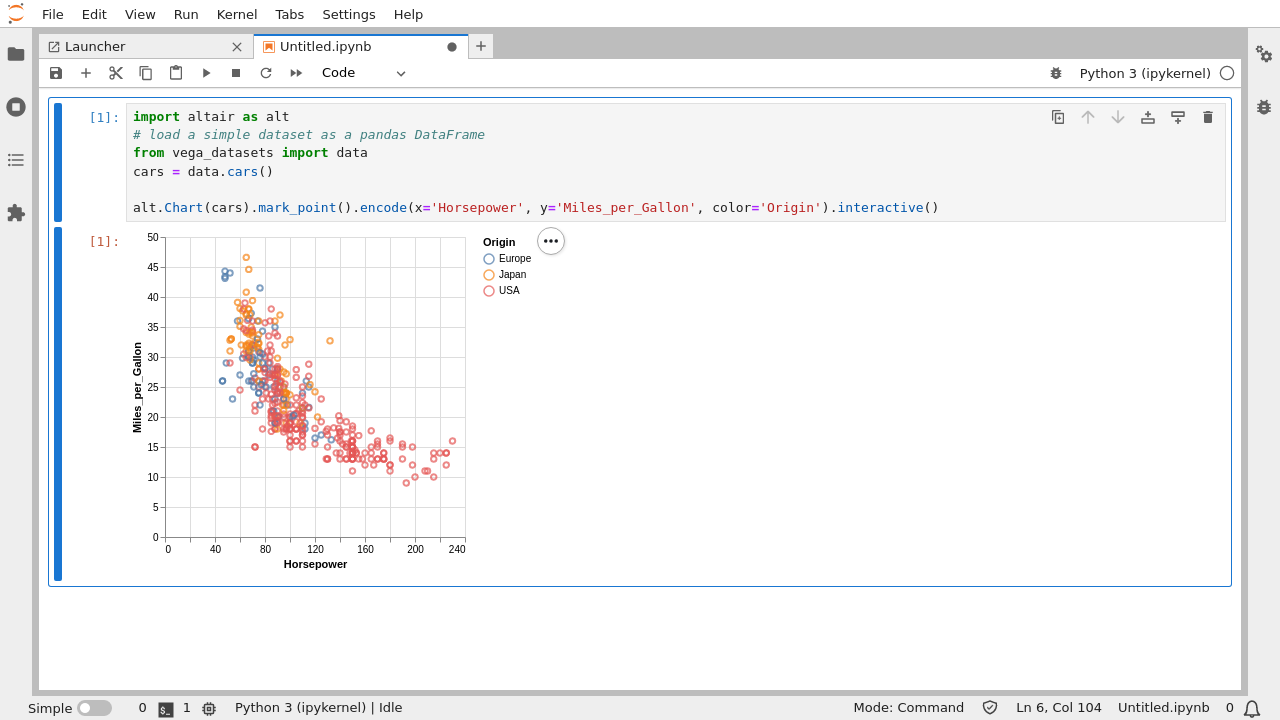 File Edit View Run Kernel Tabs Settings Help
Launcher
Untitled.ipynb
Code
Python 3 (ipykernel)
[1]:
import altair as alt
# load a simple dataset as a pandas DataFrame
from vega_datasets import data
cars = data.cars()
alt.Chart(cars).mark_point().encode(x='Horsepower', y='Miles_per_Gallon', color='Origin').interactive()
[1]:
50
45
40
35
30
25
20
15
10
5
0
Miles_per_Gallon
0 40 80 120 160 200 240
Horsepower
Origin
Europe
Japan
USA
Simple 0 1 Python 3 (ipykernel) | Idle Mode: Command Ln 6, Col 104 Untitled.ipynb 0